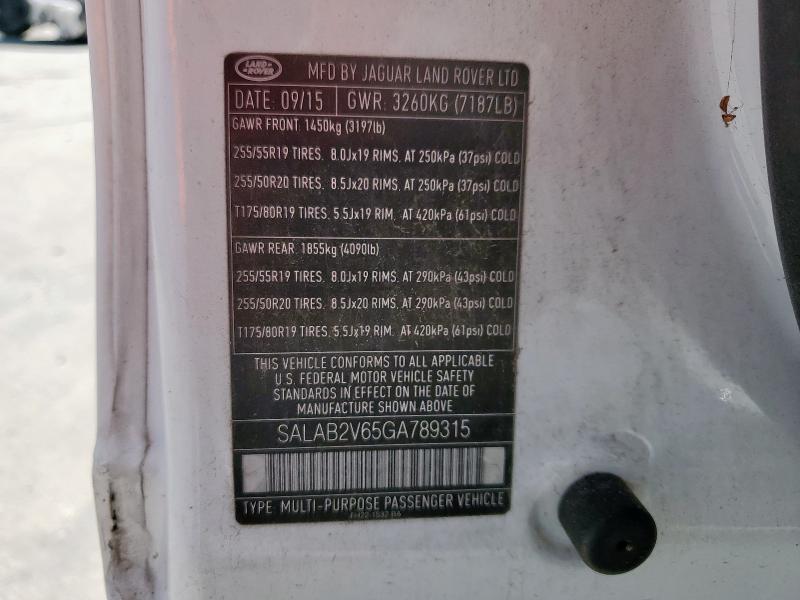 LAND ROVER
MFD BY JAGUAR LAND ROVER LTD
DATE: 09/15 GWR: 3260KG (7187LB)
GAWR FRONT: 1450kg (3197lb)
255/55R19 TIRES. 8.0Jx19 RIMS. AT 250kPa (37psi) COLD
255/50R20 TIRES. 8.5Jx20 RIMS. AT 250kPa (37psi) COLD
T175/80R19 TIRES. 5.5Jx19 RIM. AT 420kPa (61psi) COLD
GAWR REAR: 1855kg (4090lb)
255/55R19 TIRES. 8.0Jx19 RIMS. AT 290kPa (43psi) COLD
255/50R20 TIRES. 8.5Jx20 RIMS. AT 290kPa (43psi) COLD
T175/80R19 TIRES. 5.5Jx19 RIM. AT 420kPa (61psi) COLD
THIS VEHICLE CONFORMS TO ALL APPLICABLE
U.S. FEDERAL MOTOR VEHICLE SAFETY
STANDARDS IN EFFECT ON THE DATE OF
MANUFACTURE SHOWN ABOVE
SALAB2V65GA789315
TYPE: MULTI-PURPOSE PASSENGER VEHICLE